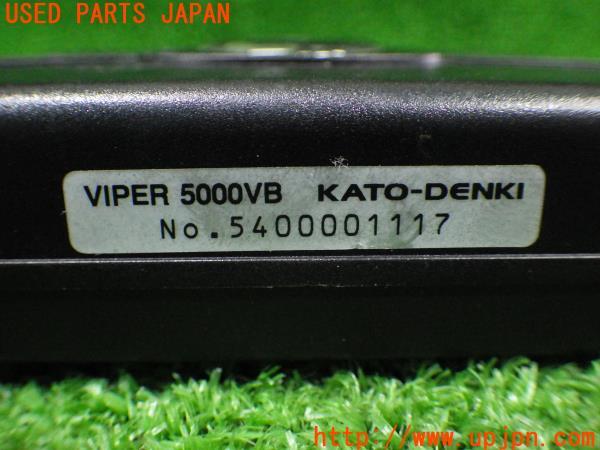 USED PARTS JAPAN
VIPER 5000VB KATO-DENKI
No.5400001117
http://www.upjpn.com